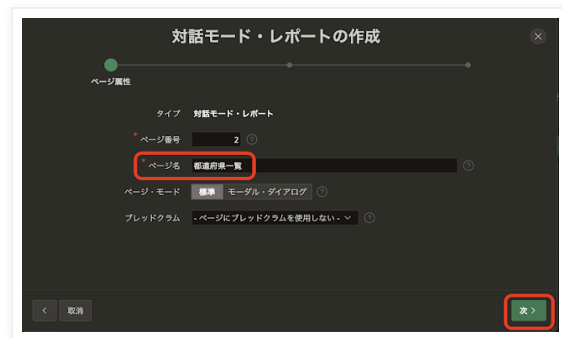 対話モード・レポートの作成
ページ属性
タイプ 対話モード・レポート
* ページ番号 2
* ページ名 都道府県一覧
ページ・モード 標準 モーダル・ダイアログ
ブレッドクラム - ページにブレッドクラムを使用しない -
取消 次